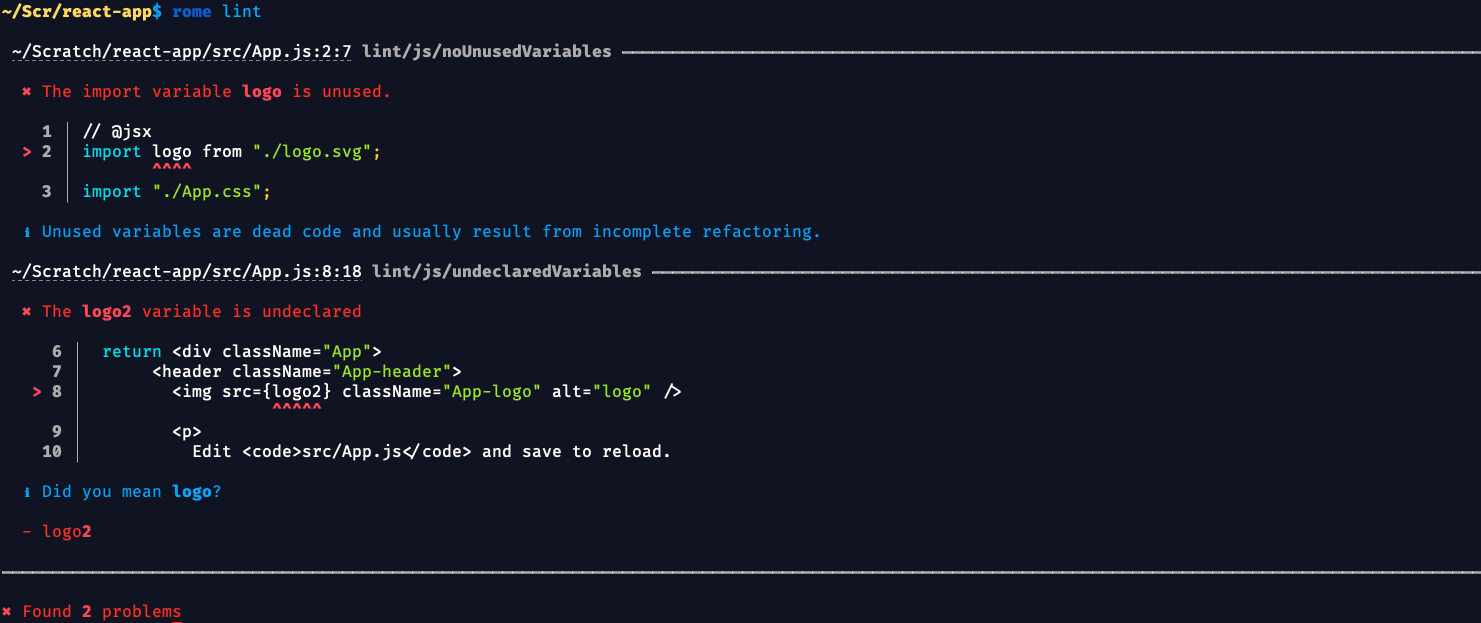 ~/Scr/react-app$ rome lint
~/Scratch/react-app/src/App.js:2:7 lint/js/noUnusedVariables
✖ The import variable logo is unused.
1 │ // @jsx
> 2 │ import logo from "./logo.svg";
^^^^
3 │ import "./App.css";
ℹ Unused variables are dead code and usually result from incomplete refactoring.
~/Scratch/react-app/src/App.js:8:18 lint/js/undeclaredVariables
✖ The logo2 variable is undeclared
6 │ return <div className="App">
7 │ <header className="App-header">
> 8 │ <img src={logo2} className="App-logo" alt="logo" />
^^^^^
9 │ <p>
10 │ Edit <code>src/App.js</code> and save to reload.
ℹ Did you mean logo?
- logo2
✖ Found 2 problems